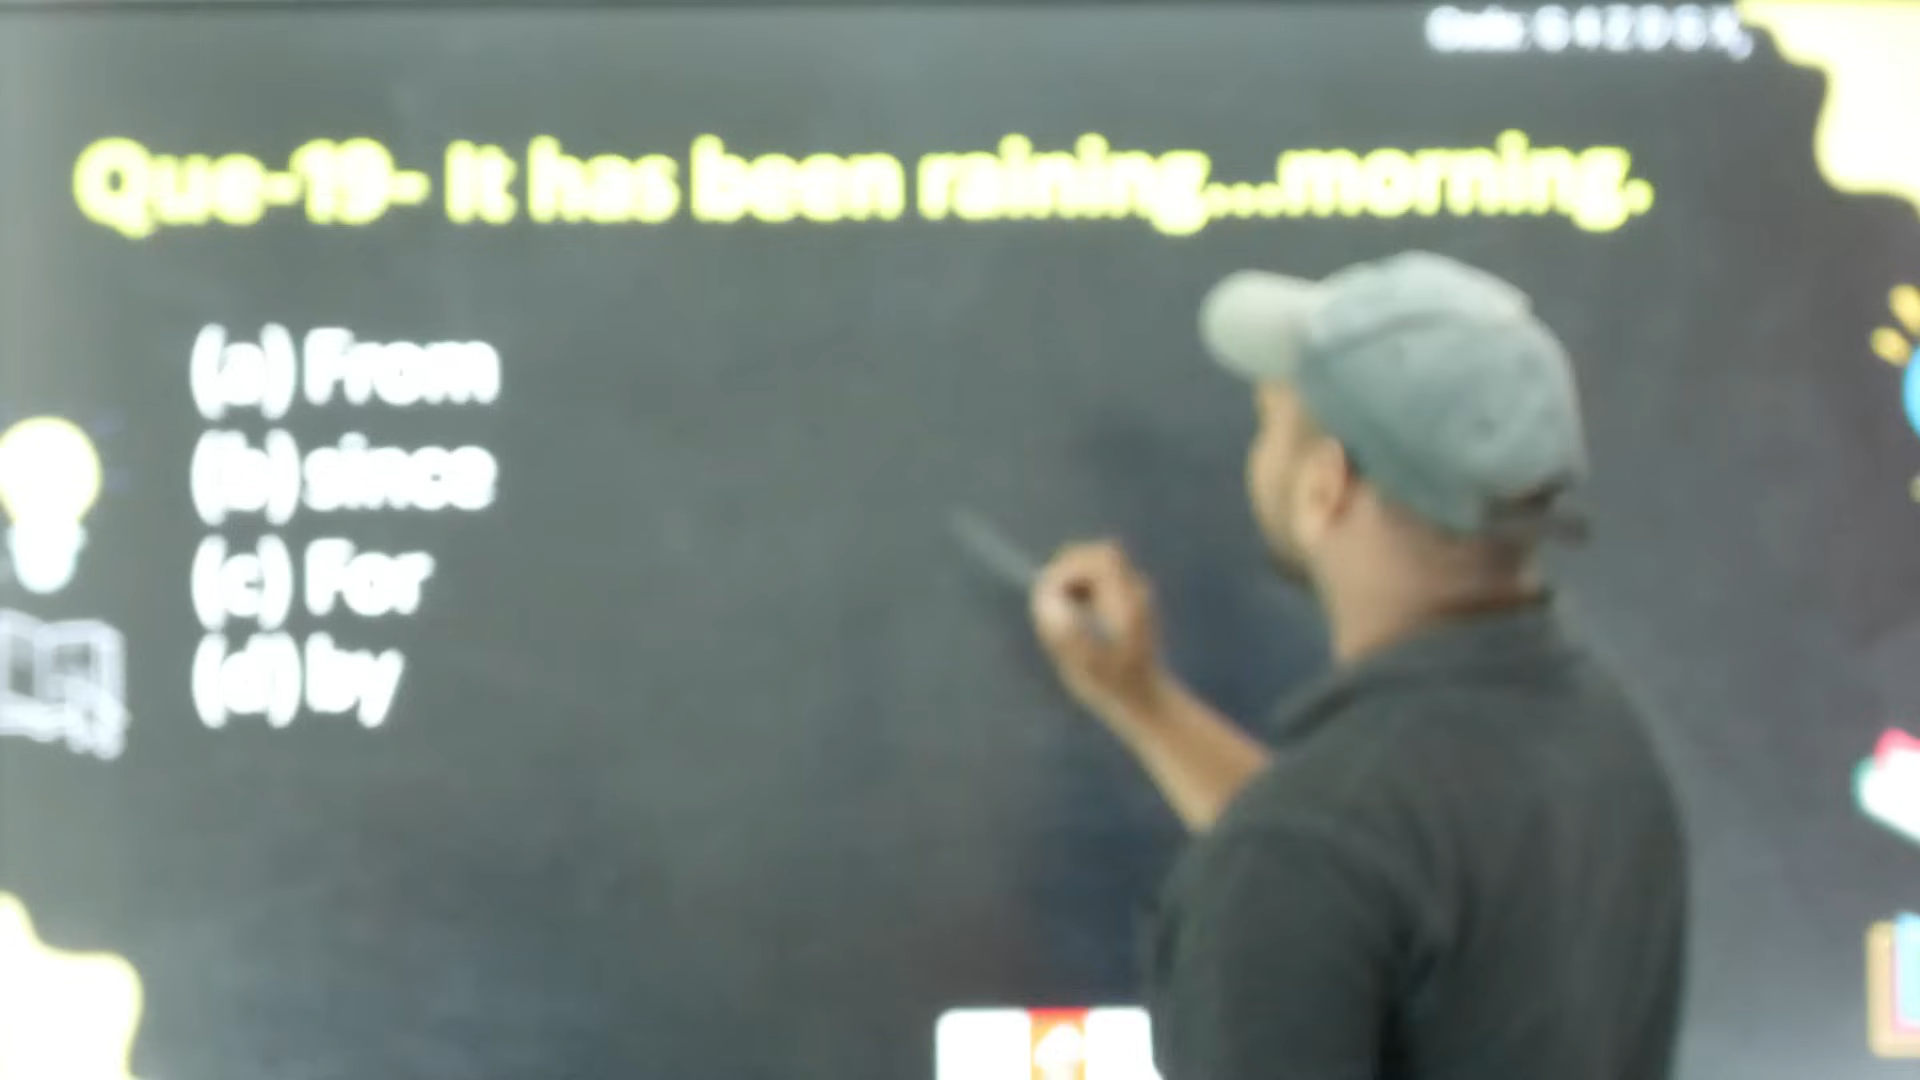 Que-19- It has been raining....morning.
(a) From
(b) since
(c) For
(d) by